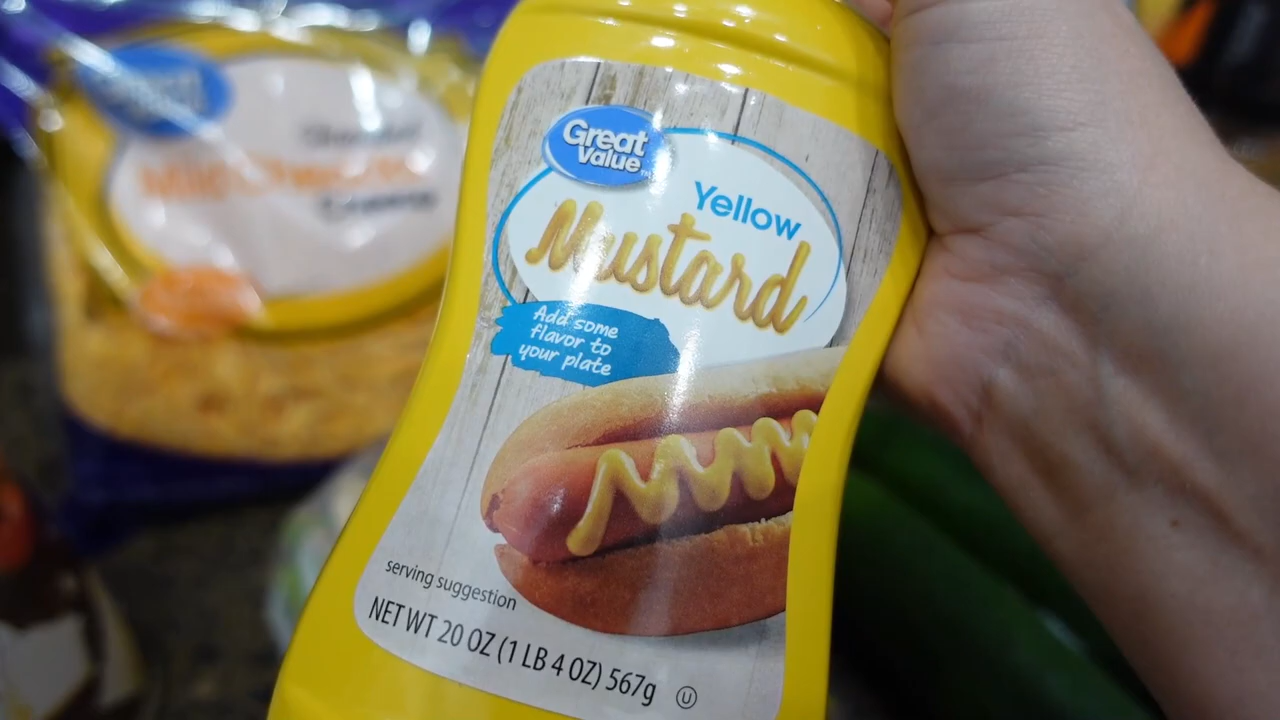 Great
Value
TM
Yellow
Mustard
Add some
flavor to
your plate
serving suggestion
NET WT 20 OZ (1 LB 4 OZ) 567g
U